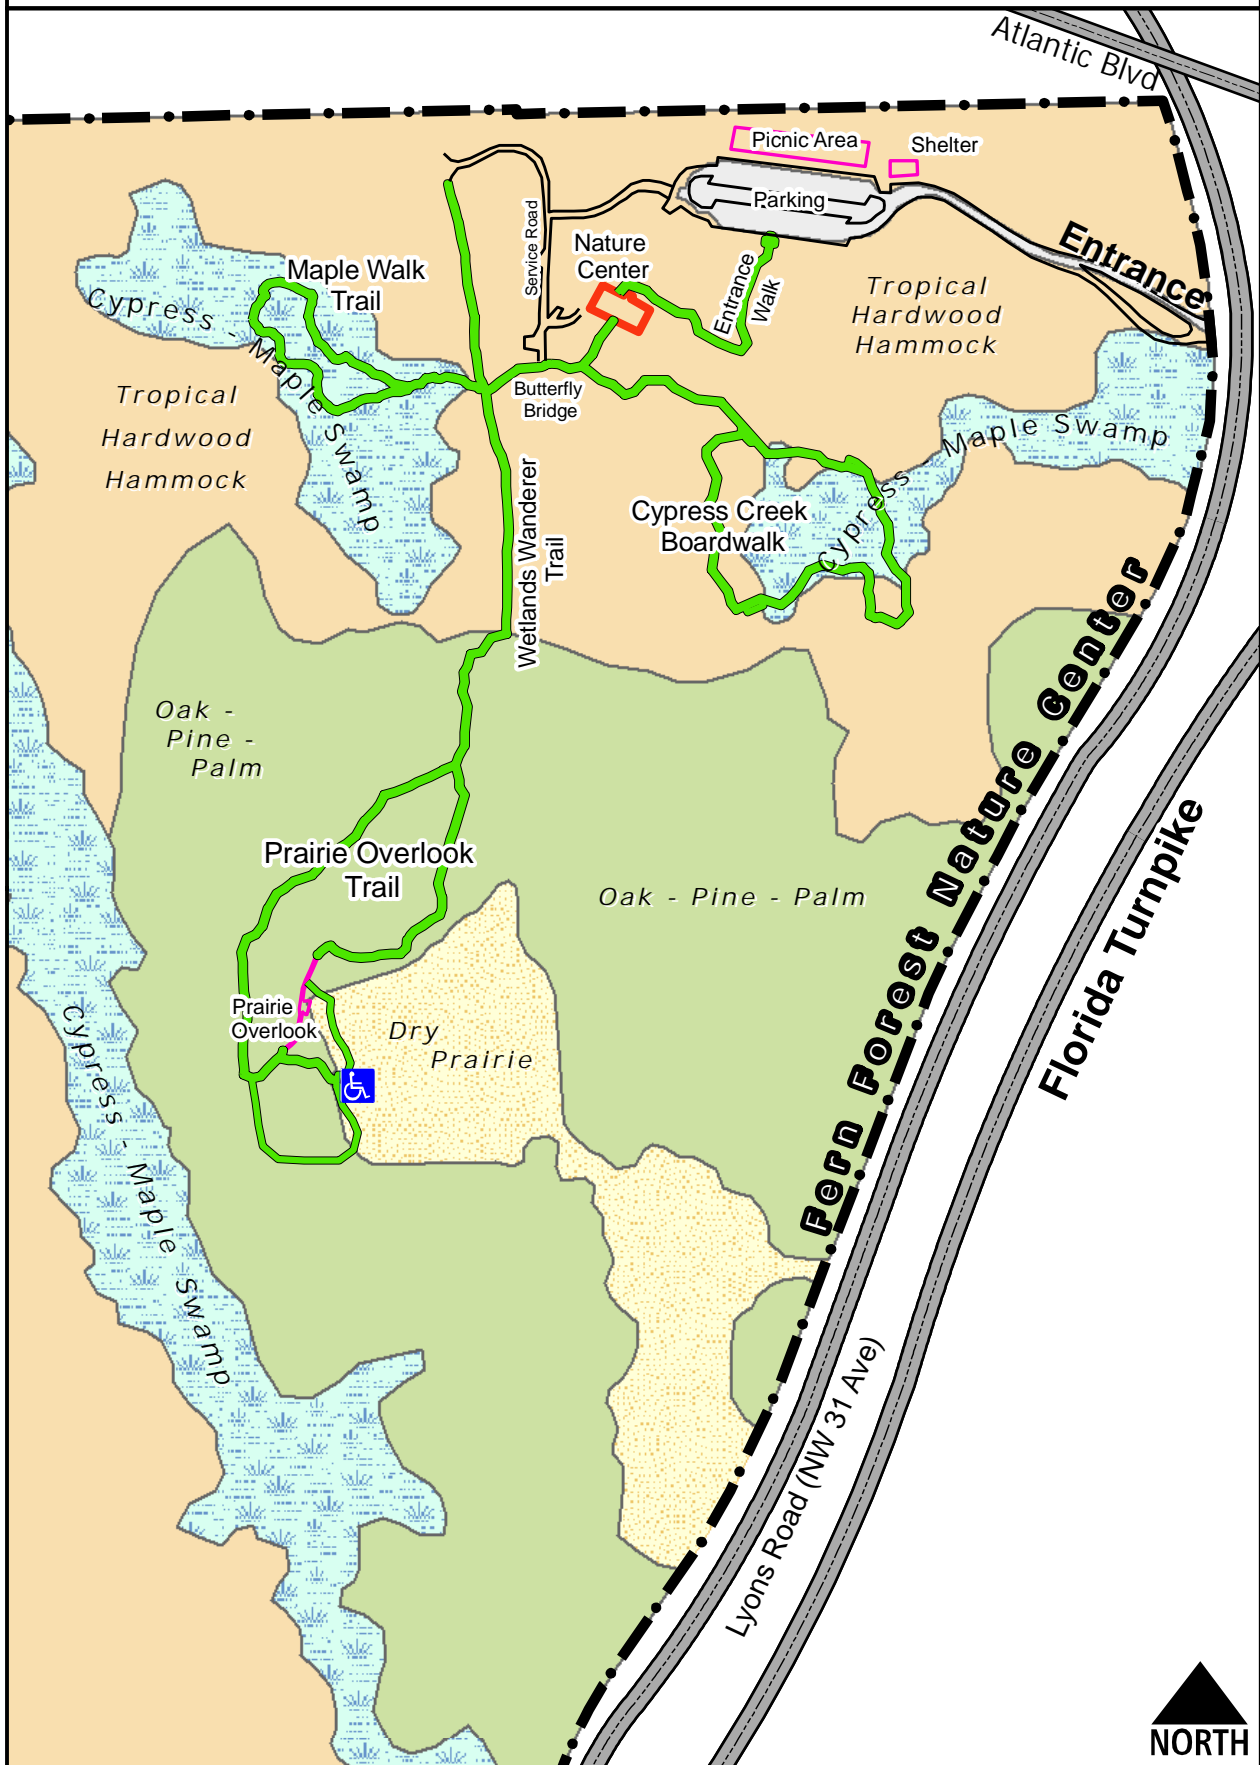 Atlantic Blvd
Picnic Area
Shelter
Parking
Entrance
Service Road
Nature
Center
Entrance
Walk
Tropical
Hardwood
Hammock
Maple Walk
Trail
Cypress - Maple Swamp
Tropical
Hardwood
Hammock
Butterfly
Bridge
Cypress - Maple Swamp
Cypress Creek
Boardwalk
Wetlands Wanderer
Trail
Fern Forest Nature Center
Oak -
Pine -
Palm
Prairie Overlook
Trail
Oak - Pine - Palm
Florida Turnpike
Prairie
Overlook
Dry
Prairie
Cypress - Maple Swamp
Lyons Road (NW 31 Ave)
NORTH